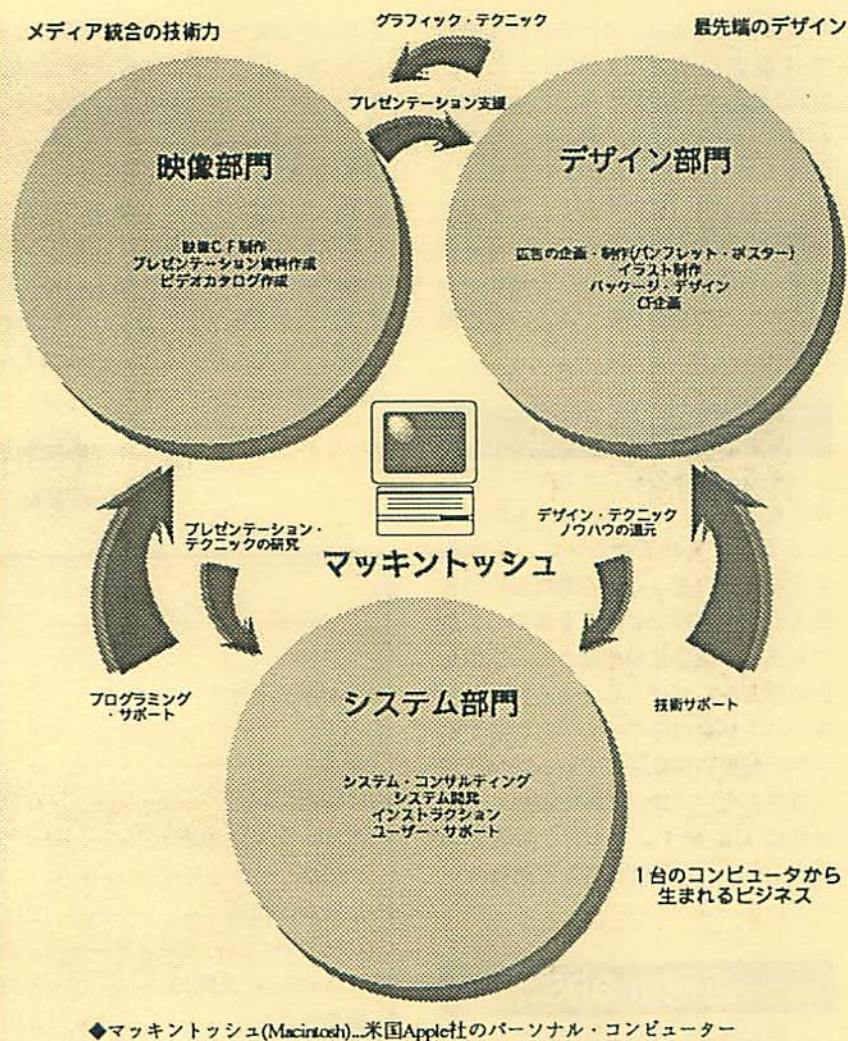 メディア統合の技術力
グラフィック・テクニック
最先端のデザイン
プレゼンテーション支援
映像部門
映像CF制作
プレゼンテーション資料作成
ビデオカタログ作成
デザイン部門
広告の企画・制作(パンフレット・ポスター)
イラスト制作
パッケージ・デザイン
CF企画
プレゼンテーション・
テクニックの研究
デザイン・テクニック
ノウハウの還元
マッキントッシュ
プログラミング
・サポート
技術サポート
システム部門
システム・コンサルティング
システム開発
インストラクション
ユーザー・サポート
1台のコンピュータから
生まれるビジネス
◆マッキントッシュ(Macintosh)...米国Apple社のパーソナル・コンピューター